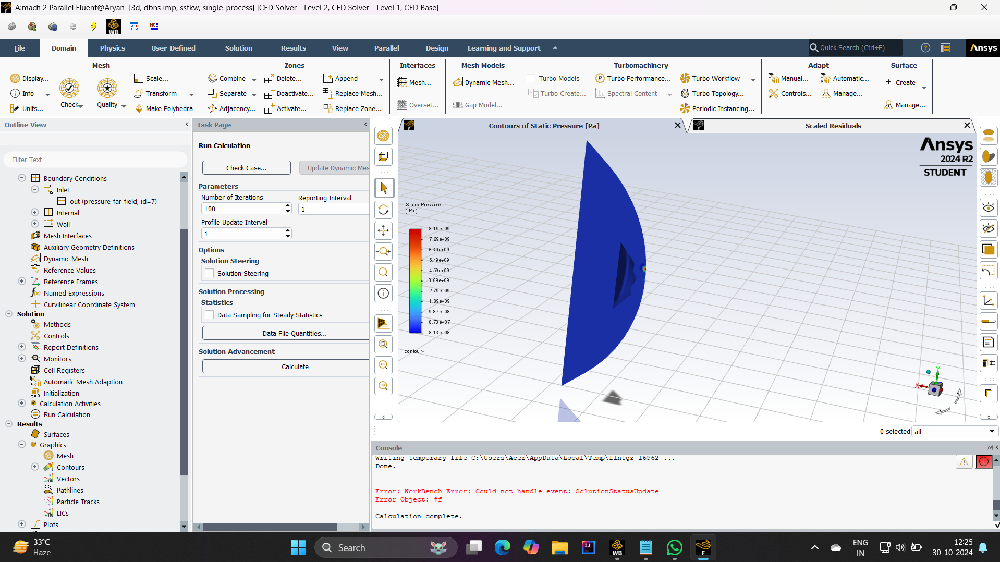 A:mach 2 Parallel Fluent@Aryan [3d, dbns imp, sstkw, single-process] [CFD Solver - Level 2, CFD Solver - Level 1, CFD Base]
WB
File
Domain
Physics
User-Defined
Solution
Results
View
Parallel
Design
Learning and Support
Quick Search (Ctrl+F)
Ansys
Mesh
Display...
Info
Units...
Check
Quality
Scale...
Transform
Make Polyhedra
Zones
Combine
Separate
Adjacency...
Delete...
Deactivate...
Activate...
Append
Replace Mesh...
Replace Zone...
Interfaces
Mesh...
Overset...
Mesh Models
Dynamic Mesh...
Gap Model...
Turbomachinery
Turbo Models
Turbo Create...
Turbo Performance...
Spectral Content
Turbo Workflow
Turbo Topology...
Periodic Instancing...
Adapt
Manual...
Controls...
Automatic...
Manage...
Surface
+ Create
Manage...
Outline View
Filter Text
Boundary Conditions
Inlet
out (pressure-far-field, id=7)
Internal
Wall
Mesh Interfaces
Auxiliary Geometry Definitions
Dynamic Mesh
Reference Values
Reference Frames
Named Expressions
Curvilinear Coordinate System
Solution
Methods
Controls
Report Definitions
Monitors
Cell Registers
Automatic Mesh Adaption
Initialization
Calculation Activities
Run Calculation
Results
Surfaces
Graphics
Mesh
Contours
Vectors
Pathlines
Particle Tracks
LICs
Plots
Task Page
Run Calculation
Check Case...
Update Dynamic Mes
Parameters
Number of Iterations
100
Reporting Interval
1
Profile Update Interval
1
Options
Solution Steering
Solution Steering
Solution Processing
Statistics
Data Sampling for Steady Statistics
Data File Quantities...
Solution Advancement
Calculate
Contours of Static Pressure [Pa]
Scaled Residuals
Ansys
2024 R2
STUDENT
Static Pressure
[ Pa ]
8.19e+09
7.29e+09
6.39e+09
5.49e+09
4.59e+09
3.69e+09
2.79e+09
1.89e+09
9.87e+08
8.73e+07
-8.13e+08
contour-1
Y
X
0 selected
all
Console
Writing temporary file C:\Users\Acer\AppData\Local\Temp\flntgz-16962 ...
Done.
Error: WorkBench Error: Could not handle event: SolutionStatusUpdate
Error Object: #f
Calculation complete.
33°C
Haze
Search
ENG
IN
12:25
30-10-2024